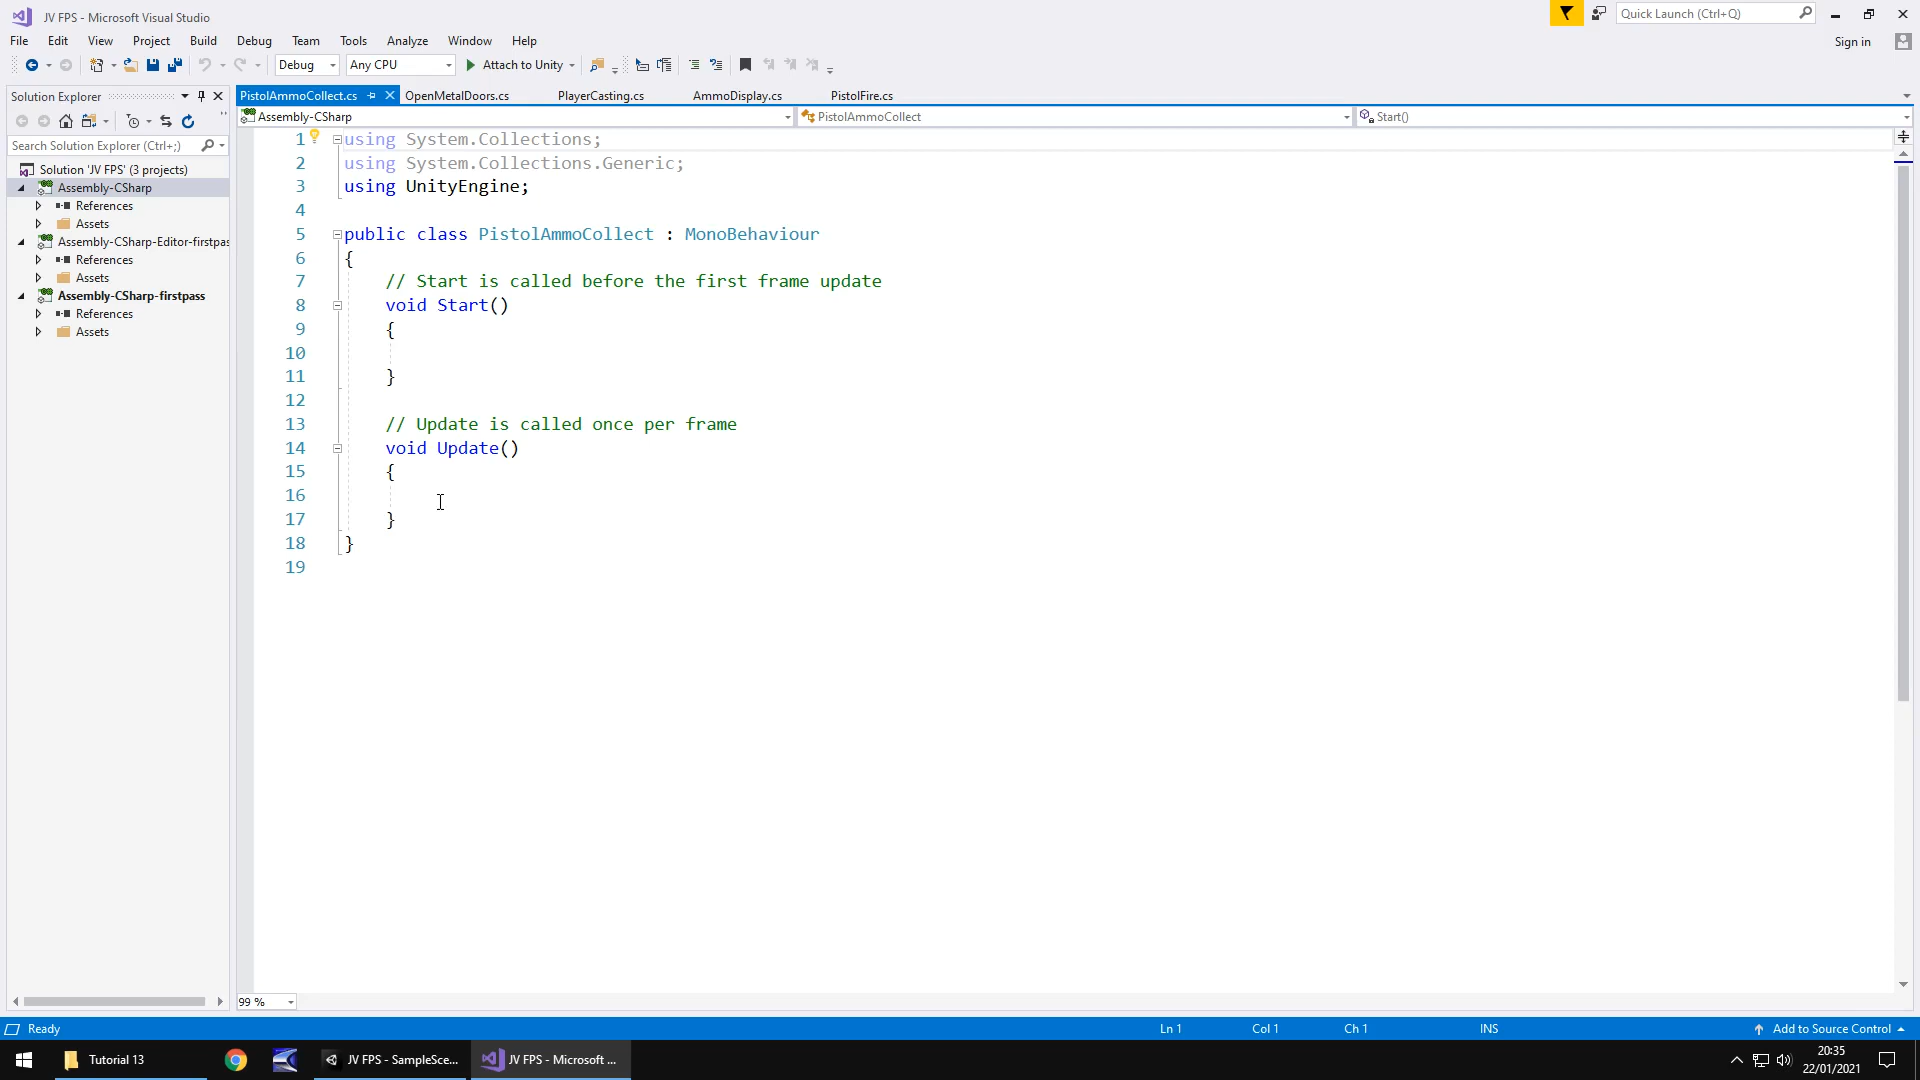 JV FPS - Microsoft Visual Studio
Quick Launch (Ctrl+Q)
File Edit View Project Build Debug Team Tools Analyze Window Help
Sign in
Debug Any CPU Attach to Unity
Solution Explorer
PistolAmmoCollect.cs OpenMetalDoors.cs PlayerCasting.cs AmmoDisplay.cs PistolFire.cs
Assembly-CSharp PistolAmmoCollect Start()
Search Solution Explorer (Ctrl+;)
Solution 'JV FPS' (3 projects)
Assembly-CSharp
References
Assets
Assembly-CSharp-Editor-firstpas
References
Assets
Assembly-CSharp-firstpass
References
Assets
1 using System.Collections;
2 using System.Collections.Generic;
3 using UnityEngine;
4
5 public class PistolAmmoCollect : MonoBehaviour
6 {
7 // Start is called before the first frame update
8 void Start()
9 {
10
11 }
12
13 // Update is called once per frame
14 void Update()
15 {
16
17 }
18 }
19
99 %
Ready Ln 1 Col 1 Ch 1 INS Add to Source Control
Tutorial 13 JV FPS - SampleSce... JV FPS - Microsoft ... 20:35
22/01/2021